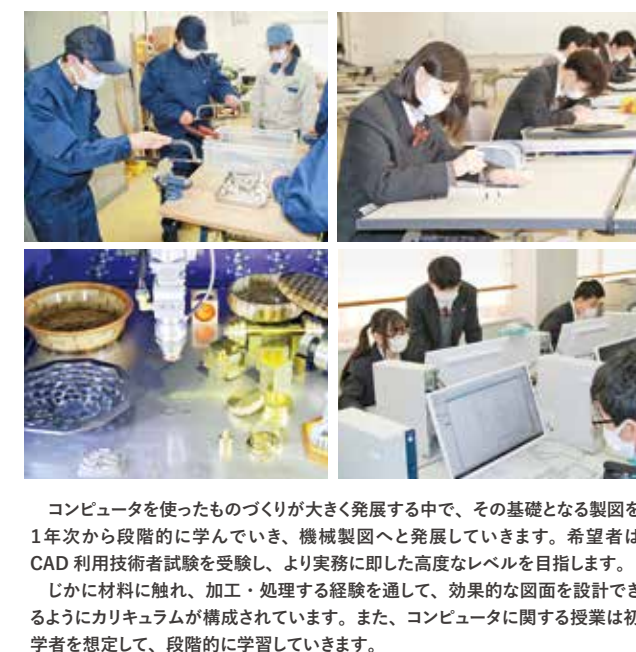 コンピュータを使ったものづくりが大きく発展する中で、その基礎となる製図を
1年次から段階的に学んでいき、機械製図へと発展していきます。希望者は
CAD 利用技術者試験を受験し、より実務に即した高度なレベルを目指します。
じかに材料に触れ、加工・処理する経験を通して、効果的な図面を設計でき
るようにカリキュラムが構成されています。また、コンピュータに関する授業は初
学者を想定して、段階的に学習していきます。